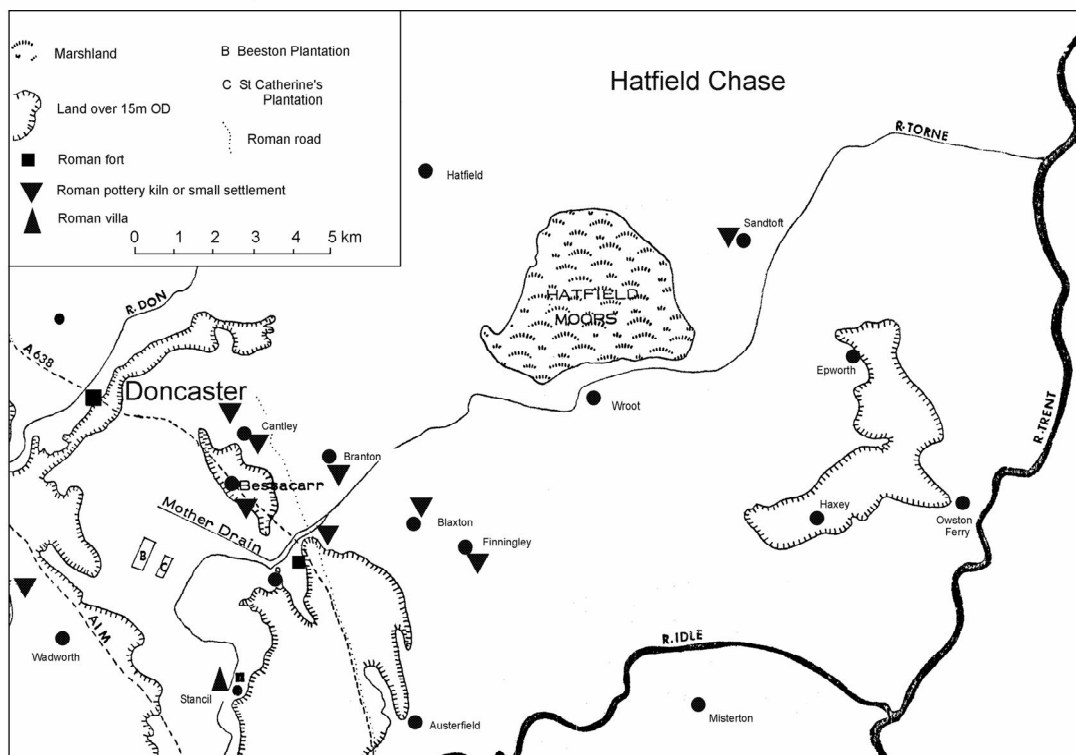 Marshland
B Beeston Plantation
C St Catherine's
Plantation
Land over 15m OD
Roman road
Roman fort
Roman pottery kiln or small settlement
Roman villa
0 1 2 3 4 5 km
Hatfield Chase
R.TORNE
Hatfield
Sandtoft
HATFIELD
MOORS
R.DON
A638
Doncaster
Epworth
Wroot
R.TRENT
Cantley
Branton
Bessacarr
Mother Drain
Blaxton
Finningley
Haxey
Owston
Ferry
B
C
A1M
Wadworth
R.IDLE
Stancil
Austerfield
Misterton